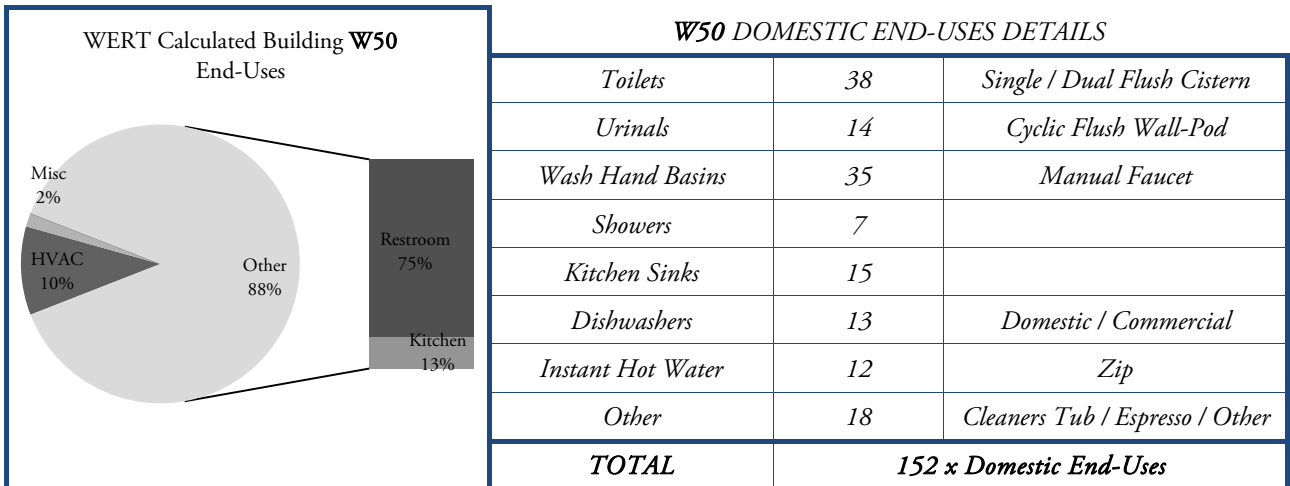 WERT Calculated Building W50
End-Uses
Misc
2%
HVAC
10%
Other
88%
Restroom
75%
Kitchen
13%
W50 DOMESTIC END-USES DETAILS
Toilets 38 Single / Dual Flush Cistern
Urinals 14 Cyclic Flush Wall-Pod
Wash Hand Basins 35 Manual Faucet
Showers 7
Kitchen Sinks 15
Dishwashers 13 Domestic / Commercial
Instant Hot Water 12 Zip
Other 18 Cleaners Tub / Espresso / Other
TOTAL 152 x Domestic End-Uses